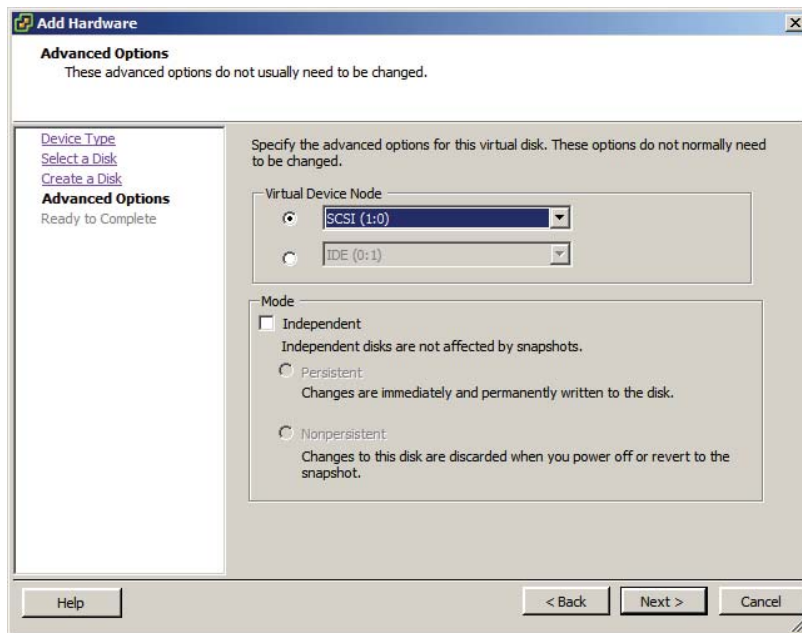 Add Hardware
Advanced Options
These advanced options do not usually need to be changed.
Device Type
Select a Disk
Create a Disk
Advanced Options
Ready to Complete
Specify the advanced options for this virtual disk. These options do not normally need
to be changed.
Virtual Device Node
SCSI (1:0)
IDE (0:1)
Mode
Independent
Independent disks are not affected by snapshots.
Persistent
Changes are immediately and permanently written to the disk.
Nonpersistent
Changes to this disk are discarded when you power off or revert to the
snapshot.
Help
< Back
Next >
Cancel